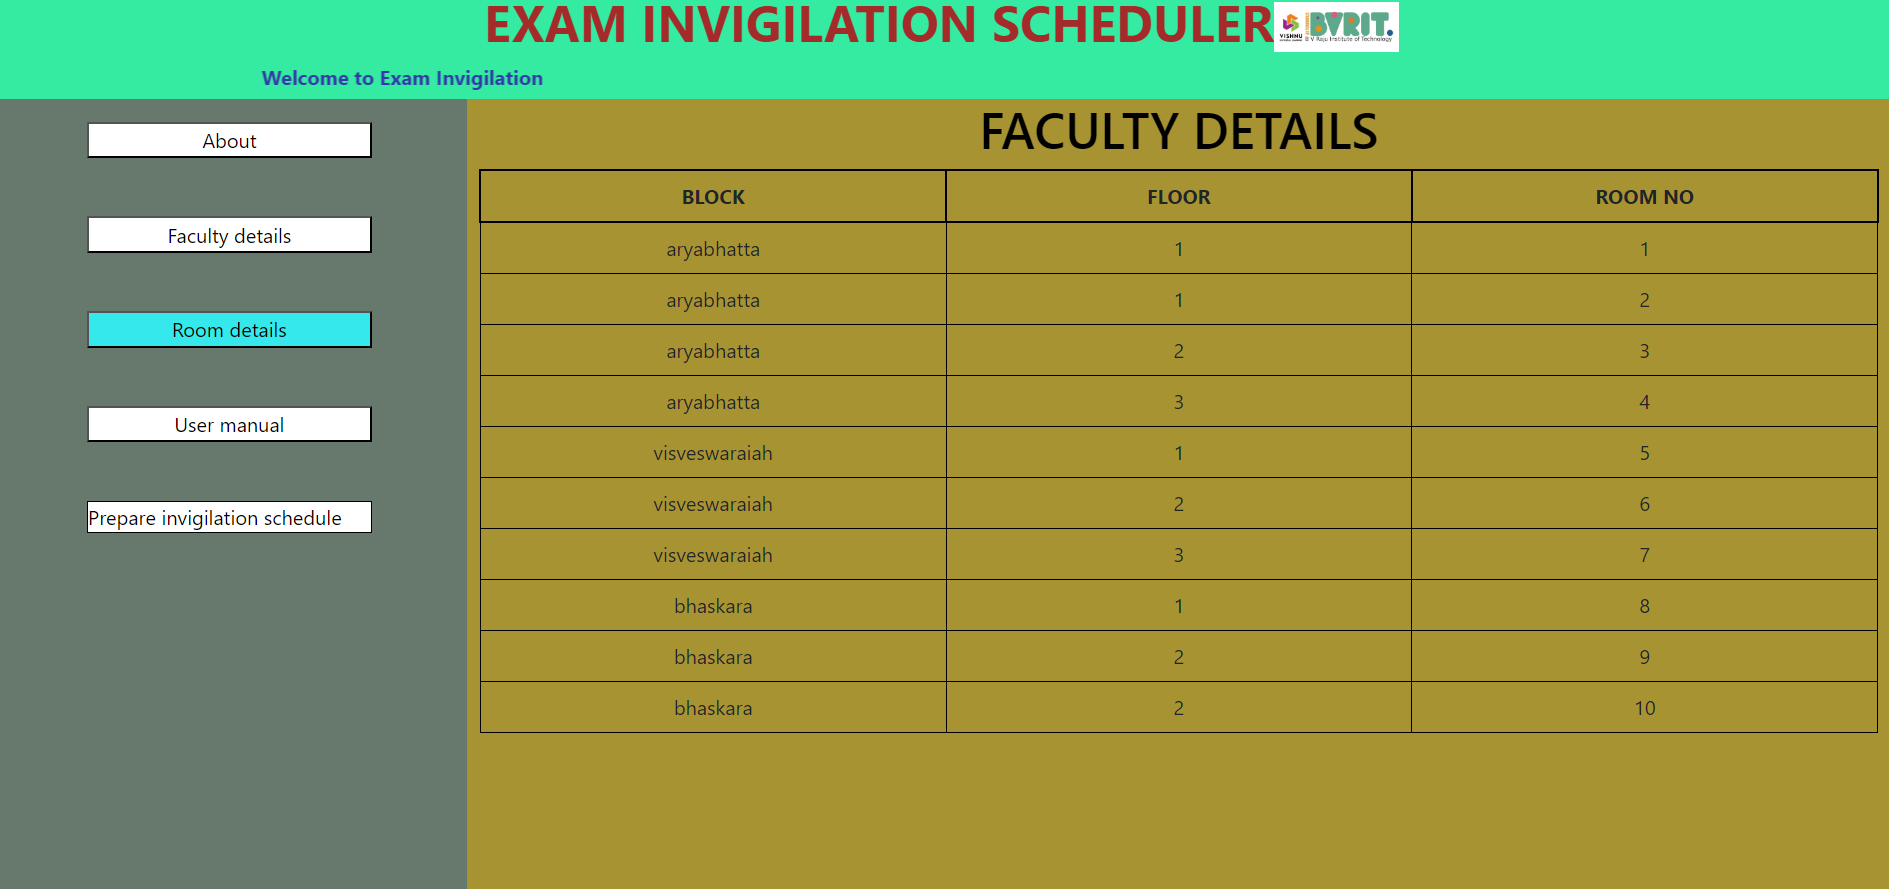 EXAM INVIGILATION SCHEDULER
VISHNU
BVRIT.
B V Raju Institute of Technology
Welcome to Exam Invigilation
About
Faculty details
Room details
User manual
Prepare invigilation schedule
FACULTY DETAILS
BLOCK FLOOR ROOM NO
aryabhatta 1 1
aryabhatta 1 2
aryabhatta 2 3
aryabhatta 3 4
visveswaraiah 1 5
visveswaraiah 2 6
visveswaraiah 3 7
bhaskara 1 8
bhaskara 2 9
bhaskara 2 10